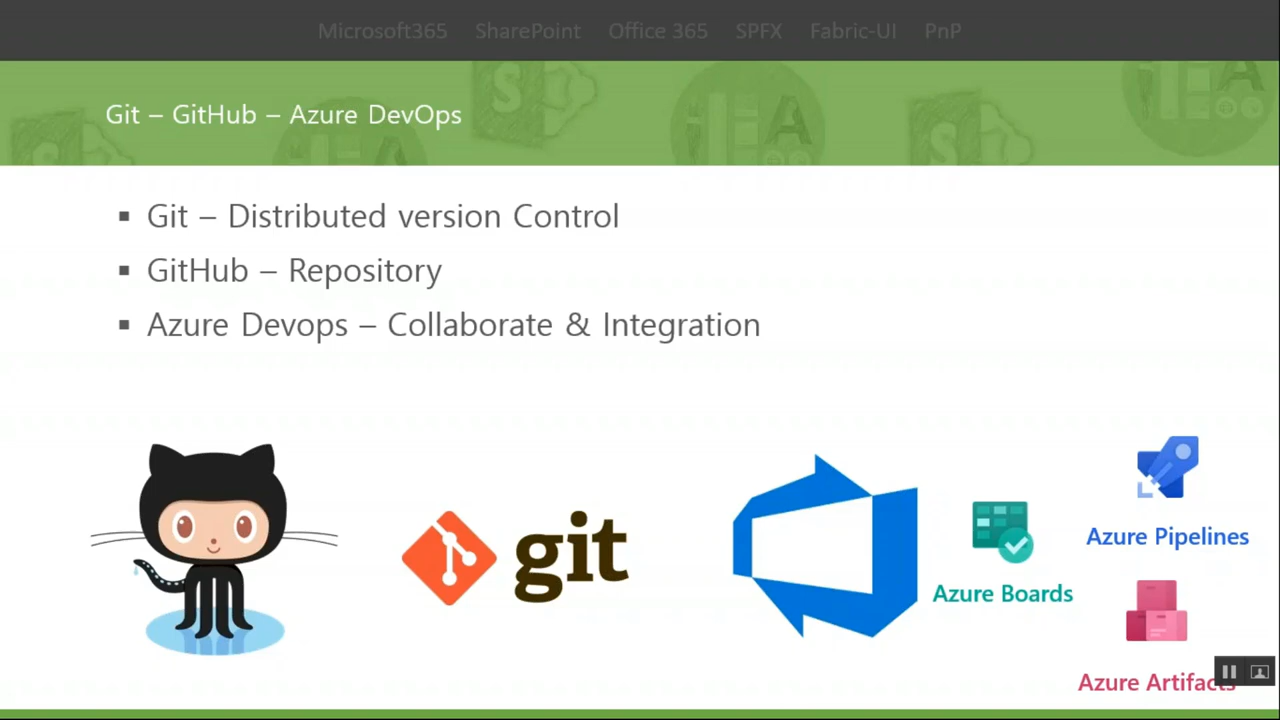 Microsoft365 SharePoint Office 365 SPFX Fabric-UI PnP
Git – GitHub – Azure DevOps
▪ Git – Distributed version Control
▪ GitHub – Repository
▪ Azure Devops – Collaborate & Integration
git
Azure Pipelines
Azure Boards
Azure Artifacts